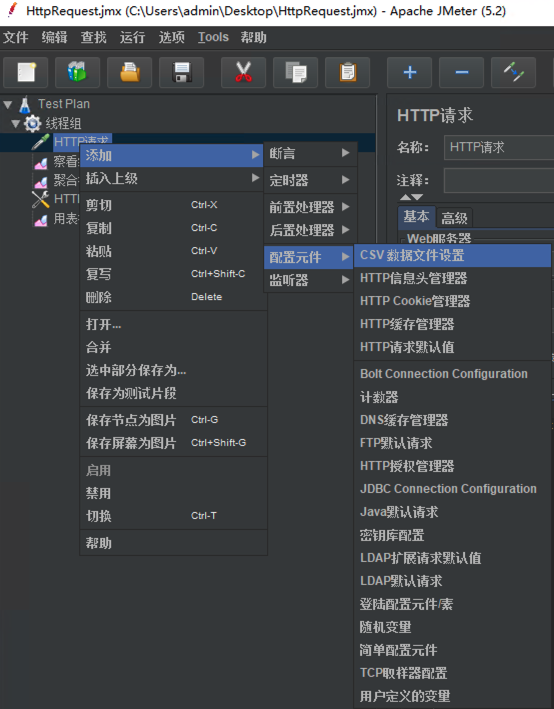 HttpRequest.jmx (C:\Users\admin\Desktop\HttpRequest.jmx) - Apache JMeter (5.2)
文件 编辑 查找 运行 选项 Tools 帮助
Test Plan
线程组
HTTP请求
察看
聚合
HTTP
用表
添加
插入上级
剪切 Ctrl-X
复制 Ctrl-C
粘贴 Ctrl-V
复写 Ctrl+Shift-C
删除 Delete
打开...
合并
选中部分保存为...
保存为测试片段
保存节点为图片 Ctrl-G
保存屏幕为图片 Ctrl+Shift-G
启用
禁用
切换 Ctrl-T
帮助
断言
定时器
前置处理器
后置处理器
配置元件
监听器
CSV 数据文件设置
HTTP信息头管理器
HTTP Cookie管理器
HTTP缓存管理器
HTTP请求默认值
Bolt Connection Configuration
计数器
DNS缓存管理器
FTP默认请求
HTTP授权管理器
JDBC Connection Configuration
Java默认请求
密钥库配置
LDAP扩展请求默认值
LDAP默认请求
登陆配置元件/素
随机变量
简单配置元件
TCP取样器配置
用户定义的变量
HTTP请求
名称： HTTP请求
注释：
基本 高级
Web服务器